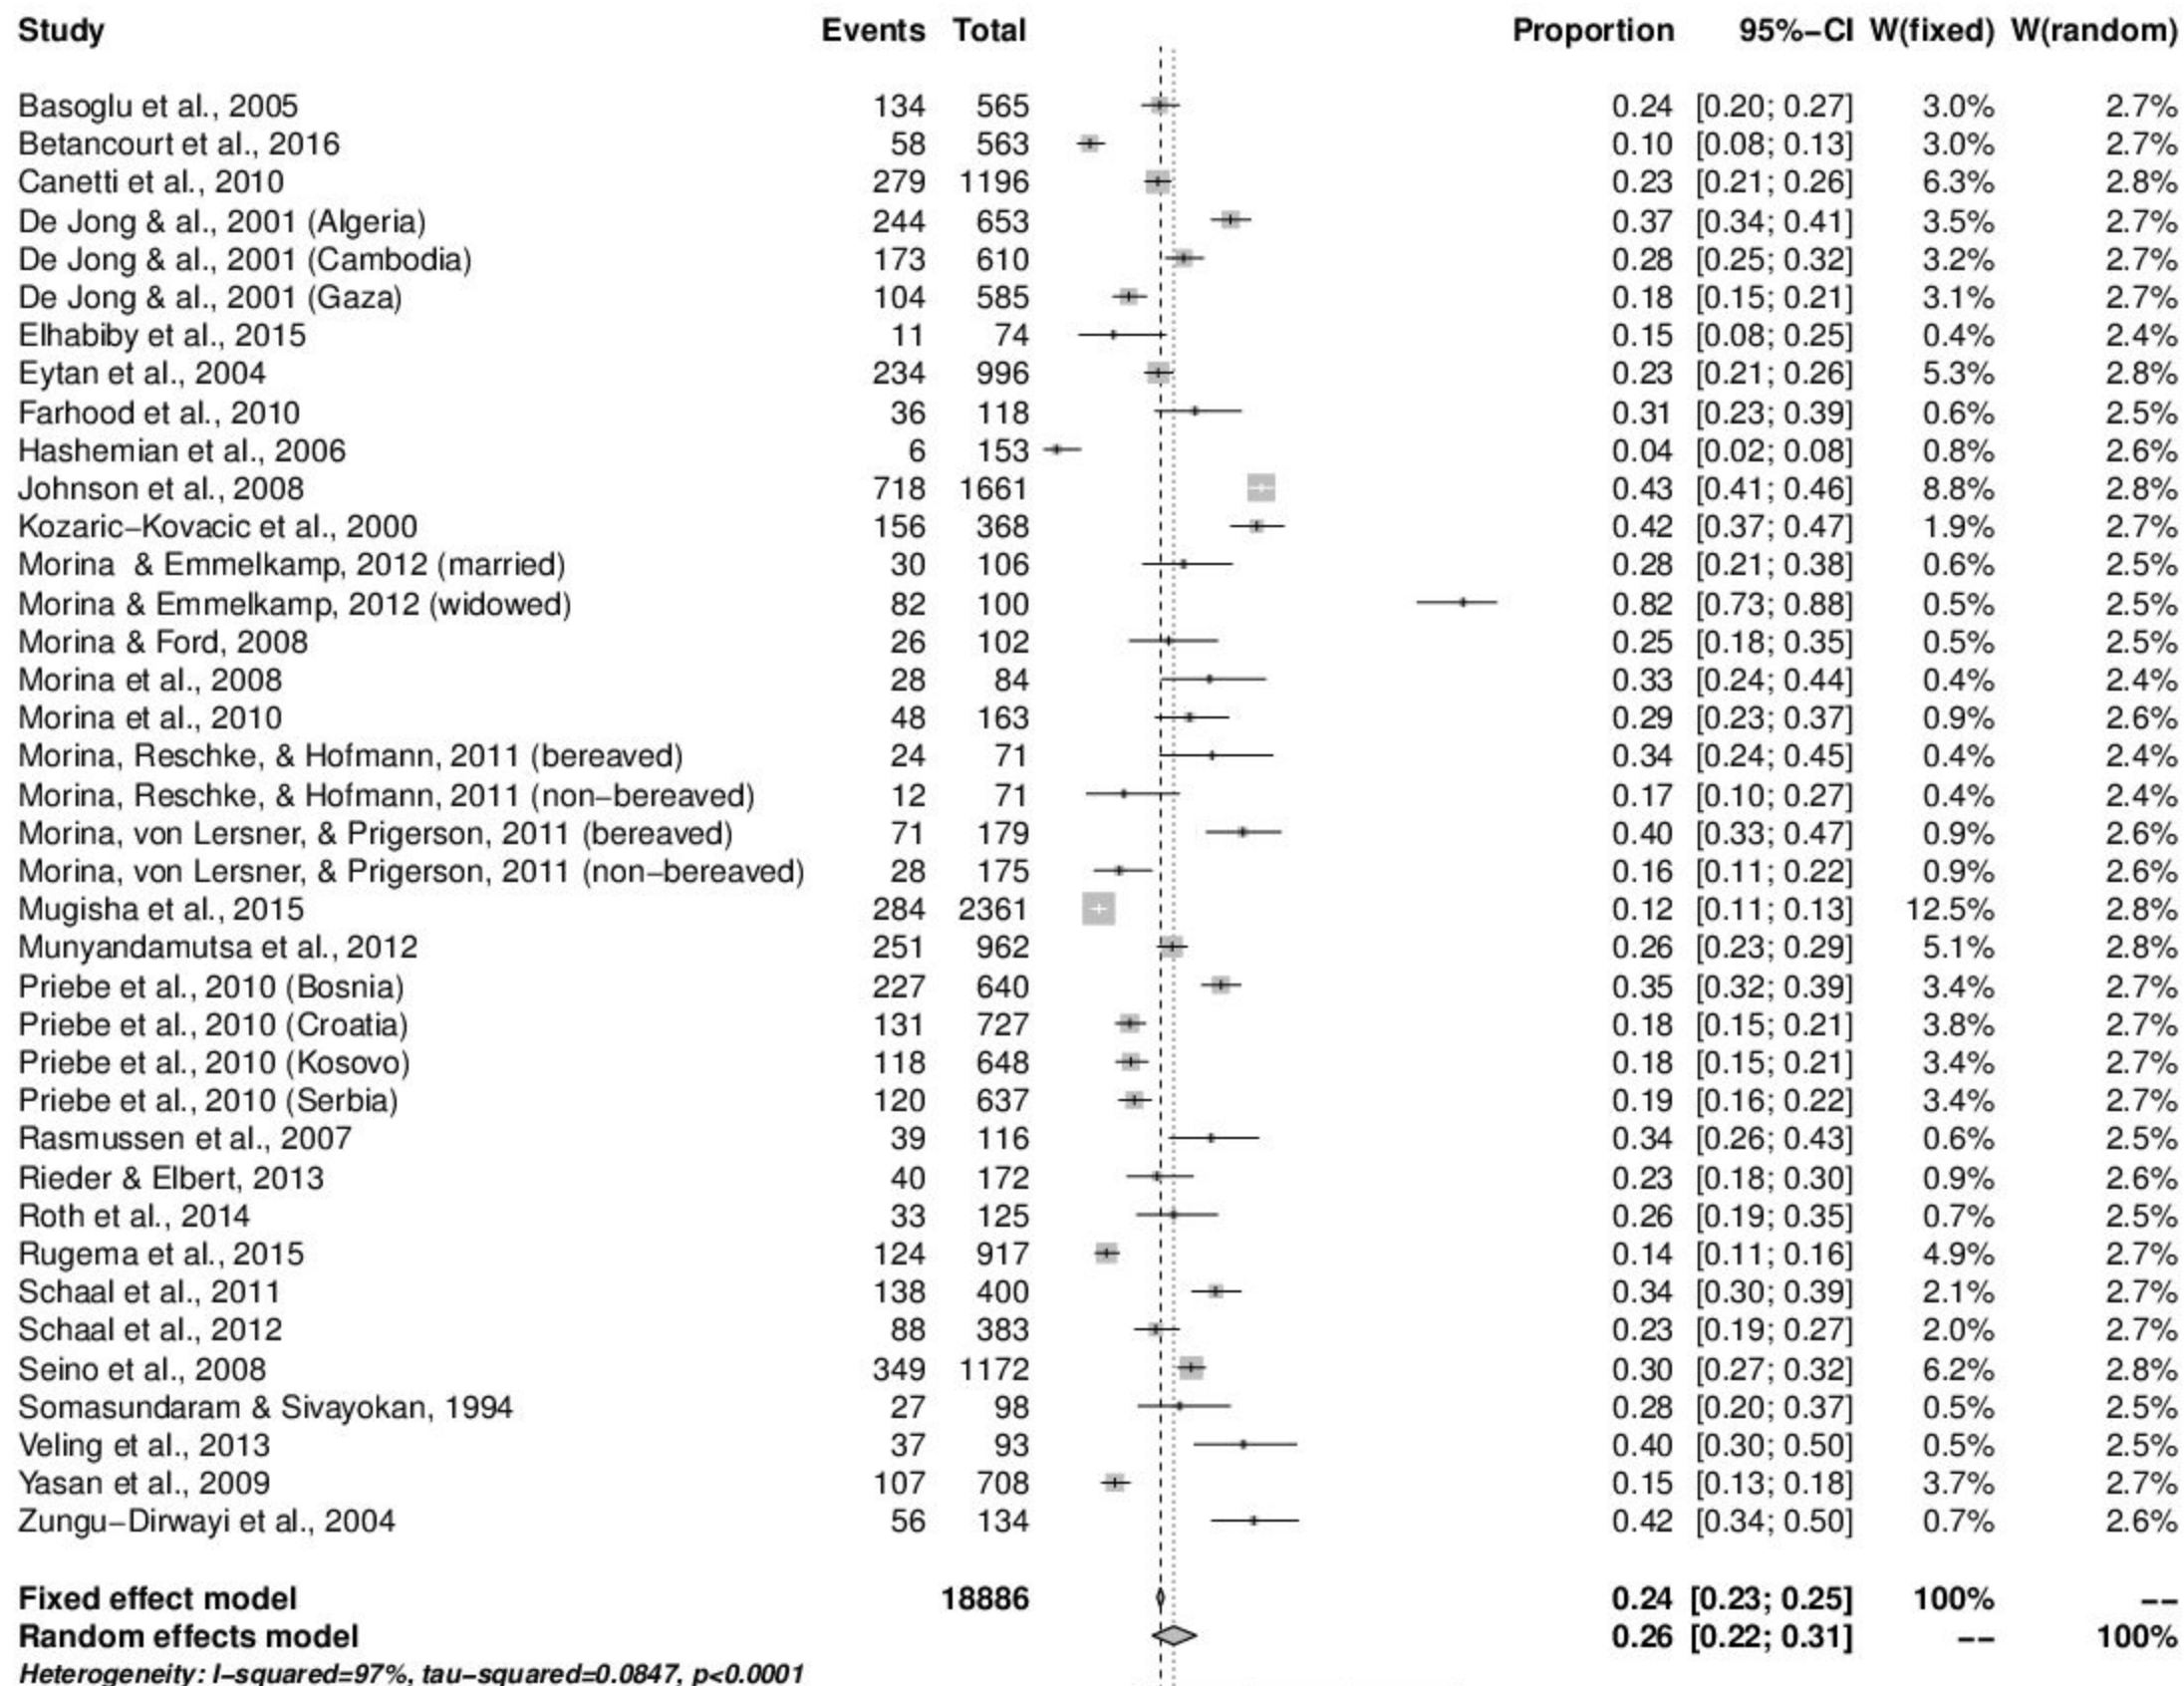 Study Events Total Proportion 95%–CI W(fixed) W(random)
Basoglu et al., 2005 134 565 0.24 [0.20; 0.27] 3.0% 2.7%
Betancourt et al., 2016 58 563 0.10 [0.08; 0.13] 3.0% 2.7%
Canetti et al., 2010 279 1196 0.23 [0.21; 0.26] 6.3% 2.8%
De Jong & al., 2001 (Algeria) 244 653 0.37 [0.34; 0.41] 3.5% 2.7%
De Jong & al., 2001 (Cambodia) 173 610 0.28 [0.25; 0.32] 3.2% 2.7%
De Jong & al., 2001 (Gaza) 104 585 0.18 [0.15; 0.21] 3.1% 2.7%
Elhabiby et al., 2015 11 74 0.15 [0.08; 0.25] 0.4% 2.4%
Eytan et al., 2004 234 996 0.23 [0.21; 0.26] 5.3% 2.8%
Farhood et al., 2010 36 118 0.31 [0.23; 0.39] 0.6% 2.5%
Hashemian et al., 2006 6 153 0.04 [0.02; 0.08] 0.8% 2.6%
Johnson et al., 2008 718 1661 0.43 [0.41; 0.46] 8.8% 2.8%
Kozaric–Kovacic et al., 2000 156 368 0.42 [0.37; 0.47] 1.9% 2.7%
Morina & Emmelkamp, 2012 (married) 30 106 0.28 [0.21; 0.38] 0.6% 2.5%
Morina & Emmelkamp, 2012 (widowed) 82 100 0.82 [0.73; 0.88] 0.5% 2.5%
Morina & Ford, 2008 26 102 0.25 [0.18; 0.35] 0.5% 2.5%
Morina et al., 2008 28 84 0.33 [0.24; 0.44] 0.4% 2.4%
Morina et al., 2010 48 163 0.29 [0.23; 0.37] 0.9% 2.6%
Morina, Reschke, & Hofmann, 2011 (bereaved) 24 71 0.34 [0.24; 0.45] 0.4% 2.4%
Morina, Reschke, & Hofmann, 2011 (non–bereaved) 12 71 0.17 [0.10; 0.27] 0.4% 2.4%
Morina, von Lersner, & Prigerson, 2011 (bereaved) 71 179 0.40 [0.33; 0.47] 0.9% 2.6%
Morina, von Lersner, & Prigerson, 2011 (non–bereaved) 28 175 0.16 [0.11; 0.22] 0.9% 2.6%
Mugisha et al., 2015 284 2361 0.12 [0.11; 0.13] 12.5% 2.8%
Munyandamutsa et al., 2012 251 962 0.26 [0.23; 0.29] 5.1% 2.8%
Priebe et al., 2010 (Bosnia) 227 640 0.35 [0.32; 0.39] 3.4% 2.7%
Priebe et al., 2010 (Croatia) 131 727 0.18 [0.15; 0.21] 3.8% 2.7%
Priebe et al., 2010 (Kosovo) 118 648 0.18 [0.15; 0.21] 3.4% 2.7%
Priebe et al., 2010 (Serbia) 120 637 0.19 [0.16; 0.22] 3.4% 2.7%
Rasmussen et al., 2007 39 116 0.34 [0.26; 0.43] 0.6% 2.5%
Rieder & Elbert, 2013 40 172 0.23 [0.18; 0.30] 0.9% 2.6%
Roth et al., 2014 33 125 0.26 [0.19; 0.35] 0.7% 2.5%
Rugema et al., 2015 124 917 0.14 [0.11; 0.16] 4.9% 2.7%
Schaal et al., 2011 138 400 0.34 [0.30; 0.39] 2.1% 2.7%
Schaal et al., 2012 88 383 0.23 [0.19; 0.27] 2.0% 2.7%
Seino et al., 2008 349 1172 0.30 [0.27; 0.32] 6.2% 2.8%
Somasundaram & Sivayokan, 1994 27 98 0.28 [0.20; 0.37] 0.5% 2.5%
Veling et al., 2013 37 93 0.40 [0.30; 0.50] 0.5% 2.5%
Yasan et al., 2009 107 708 0.15 [0.13; 0.18] 3.7% 2.7%
Zungu–Dirwayi et al., 2004 56 134 0.42 [0.34; 0.50] 0.7% 2.6%
Fixed effect model 18886 0.24 [0.23; 0.25] 100% ––
Random effects model 0.26 [0.22; 0.31] –– 100%
Heterogeneity: I–squared=97%, tau–squared=0.0847, p<0.0001